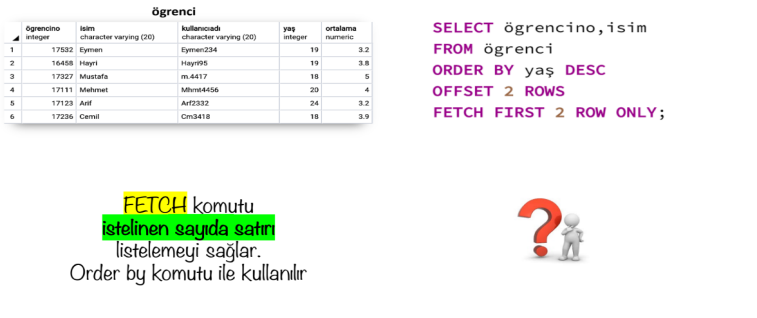 ögrenci
ögrencino isim kullanıcıadı yaş ortalama
integer character varying (20) character varying (20) integer numeric
1 17532 Eymen Eymen234 19 3.2
2 16458 Hayri Hayri95 19 3.8
3 17327 Mustafa m.4417 18 5
4 17111 Mehmet Mhmt4456 20 4
5 17123 Arif Arf2332 24 3.2
6 17236 Cemil Cm3418 18 3.9
SELECT ögrencino,isim
FROM ögrenci
ORDER BY yaş DESC
OFFSET 2 ROWS
FETCH FIRST 2 ROW ONLY;
FETCH komutu
istelinen sayıda satırı
listelemeyi sağlar.
Order by komutu ile kullanılır